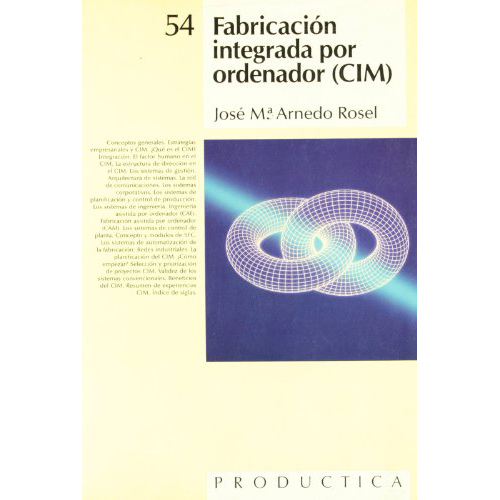 54
Fabricación
integrada por
ordenador (CIM)
José M.ª Arnedo Rosel
Conceptos generales. Estrategias
empresariales y CIM. ¿Qué es el CIM?
Integración. El factor humano en el
CIM. La estructura de dirección en
el CIM. Los sistemas de gestión.
Arquitectura de sistemas. La red
de comunicaciones. Los sistemas
corporativos. Los sistemas de
planificación y control de producción.
Los sistemas de ingeniería. Ingeniería
asistida por ordenador (CAE).
Fabricación asistida por ordenador
(CAM). Los sistemas de control de
planta. Concepto y módulos de SFC.
Los sistemas de automatización de
la fabricación. Redes industriales. La
planificación del CIM. ¿Cómo
empezar? Selección y priorización
de proyectos CIM. Validez de los
sistemas convencionales. Beneficios
del CIM. Resumen de experiencias
CIM. Índice de siglas.
PRODUCTICA